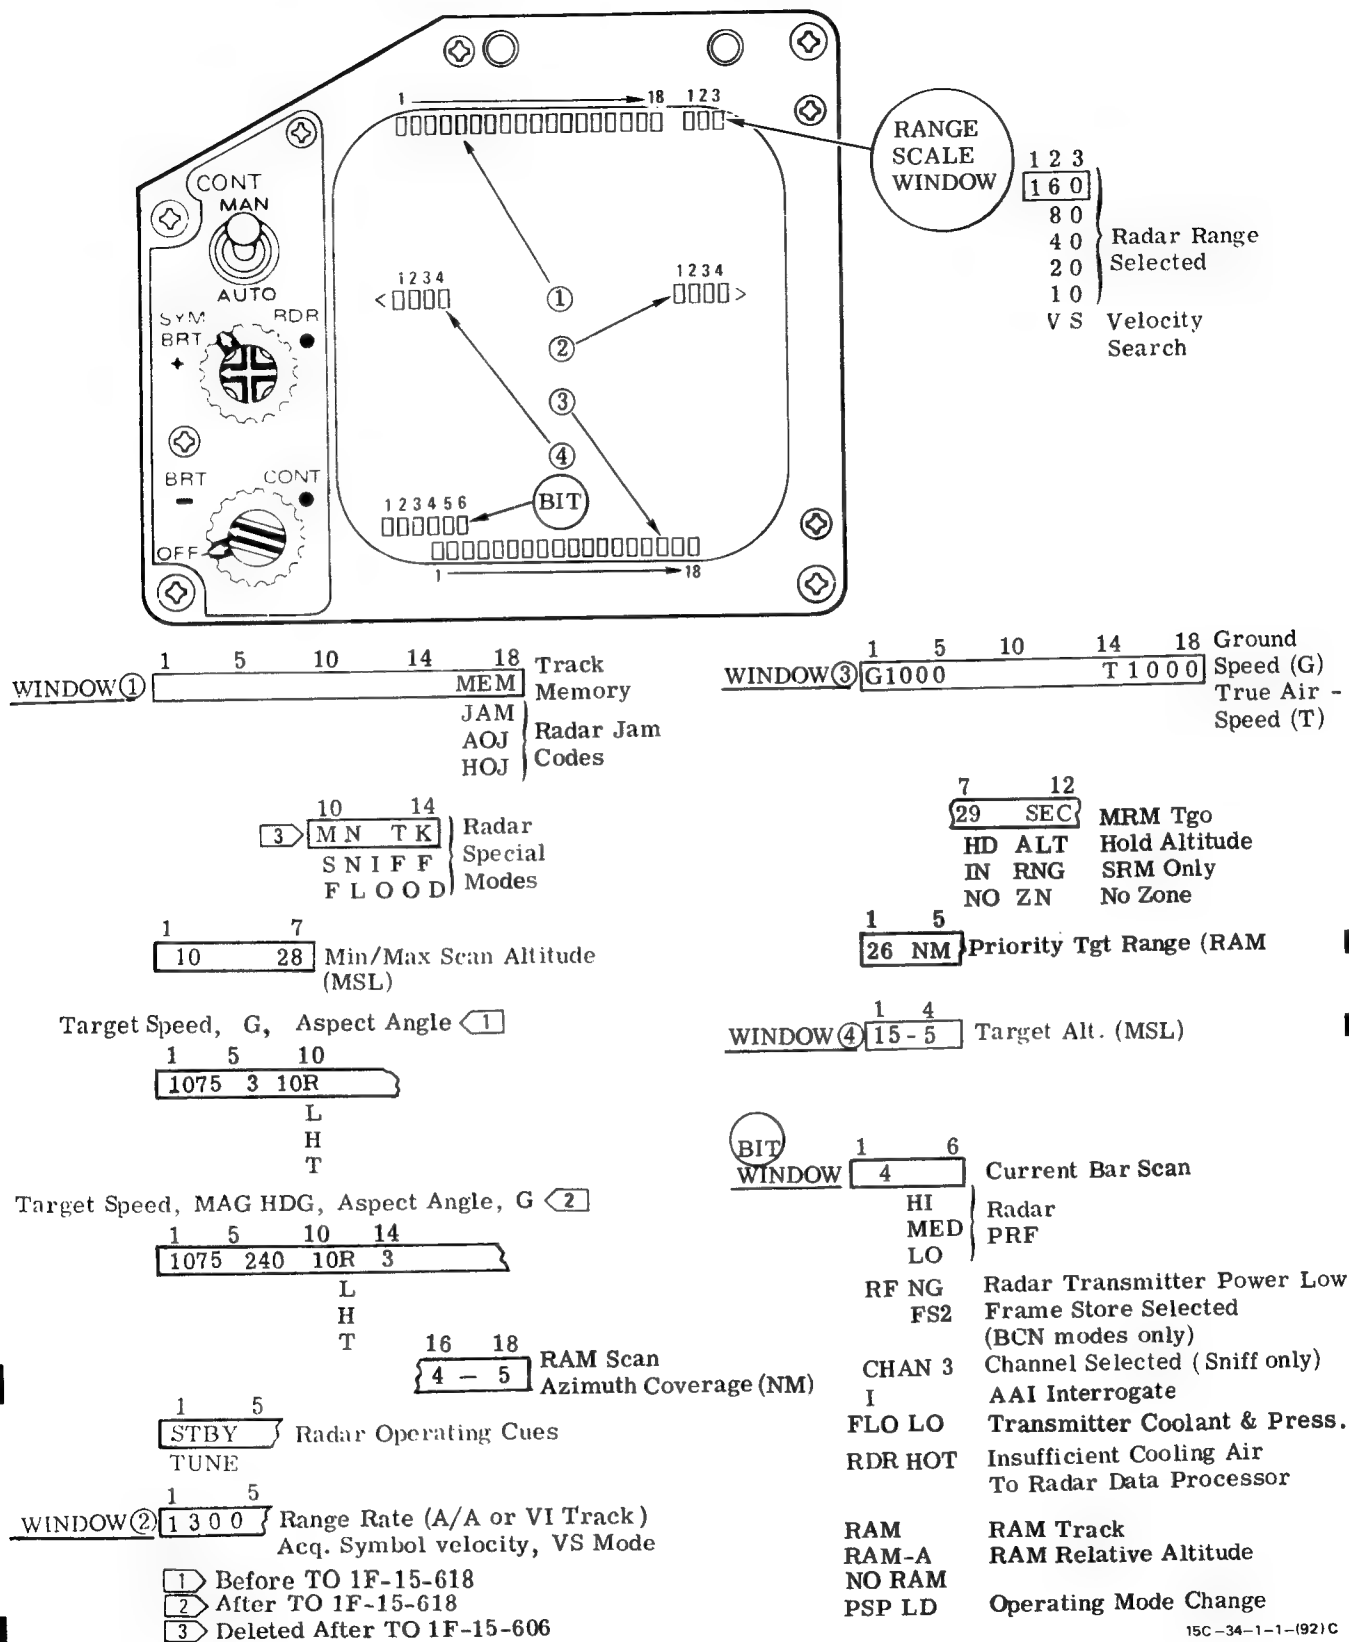 1 18 1 2 3
RANGE
SCALE
WINDOW
1 2 3
1 6 0
8 0
4 0
2 0
1 0
Radar Range
Selected
V S Velocity
Search
CONT
MAN
AUTO
SYM RDR
BRT
+
BRT CONT
-
OFF
1 2 3 4
<
1 2 3 4
>
1
2
3
4
BIT
1 2 3 4 5 6
1 18
WINDOW 1
1 5 10 14 18
MEM
Track
Memory
JAM
AOJ
HOJ
Radar Jam
Codes
10 14
3 M N T K
S N I F F
F L O O D
Radar
Special
Modes
1 7
10 28
Min/Max Scan Altitude
(MSL)
Target Speed, G, Aspect Angle 1
1 5 10
1075 3 10R
L
H
T
Target Speed, MAG HDG, Aspect Angle, G 2
1 5 10 14
1075 240 10R 3
L
H
T
16 18
4 – 5
RAM Scan
Azimuth Coverage (NM)
1 5
STBY Radar Operating Cues
TUNE
WINDOW 2
1 5
1 3 0 0
Range Rate (A/A or VI Track)
Acq. Symbol velocity, VS Mode
1 Before TO 1F-15-618
2 After TO 1F-15-618
3 Deleted After TO 1F-15-606
WINDOW 3
1 5 10 14 18
G1000 T 1 0 0 0
Ground
Speed (G)
True Air -
Speed (T)
7 12
29 SEC MRM Tgo
HD ALT Hold Altitude
IN RNG SRM Only
NO ZN No Zone
1 5
26 NM Priority Tgt Range (RAM
WINDOW 4
1 4
15-5 Target Alt. (MSL)
BIT
WINDOW
1 6
4 Current Bar Scan
HI
MED
LO
Radar
PRF
RF NG Radar Transmitter Power Low
FS2 Frame Store Selected
(BCN modes only)
CHAN 3 Channel Selected (Sniff only)
I AAI Interrogate
FLO LO Transmitter Coolant & Press.
RDR HOT Insufficient Cooling Air
To Radar Data Processor
RAM RAM Track
RAM-A RAM Relative Altitude
NO RAM
PSP LD Operating Mode Change
15C-34-1-1-(92)C